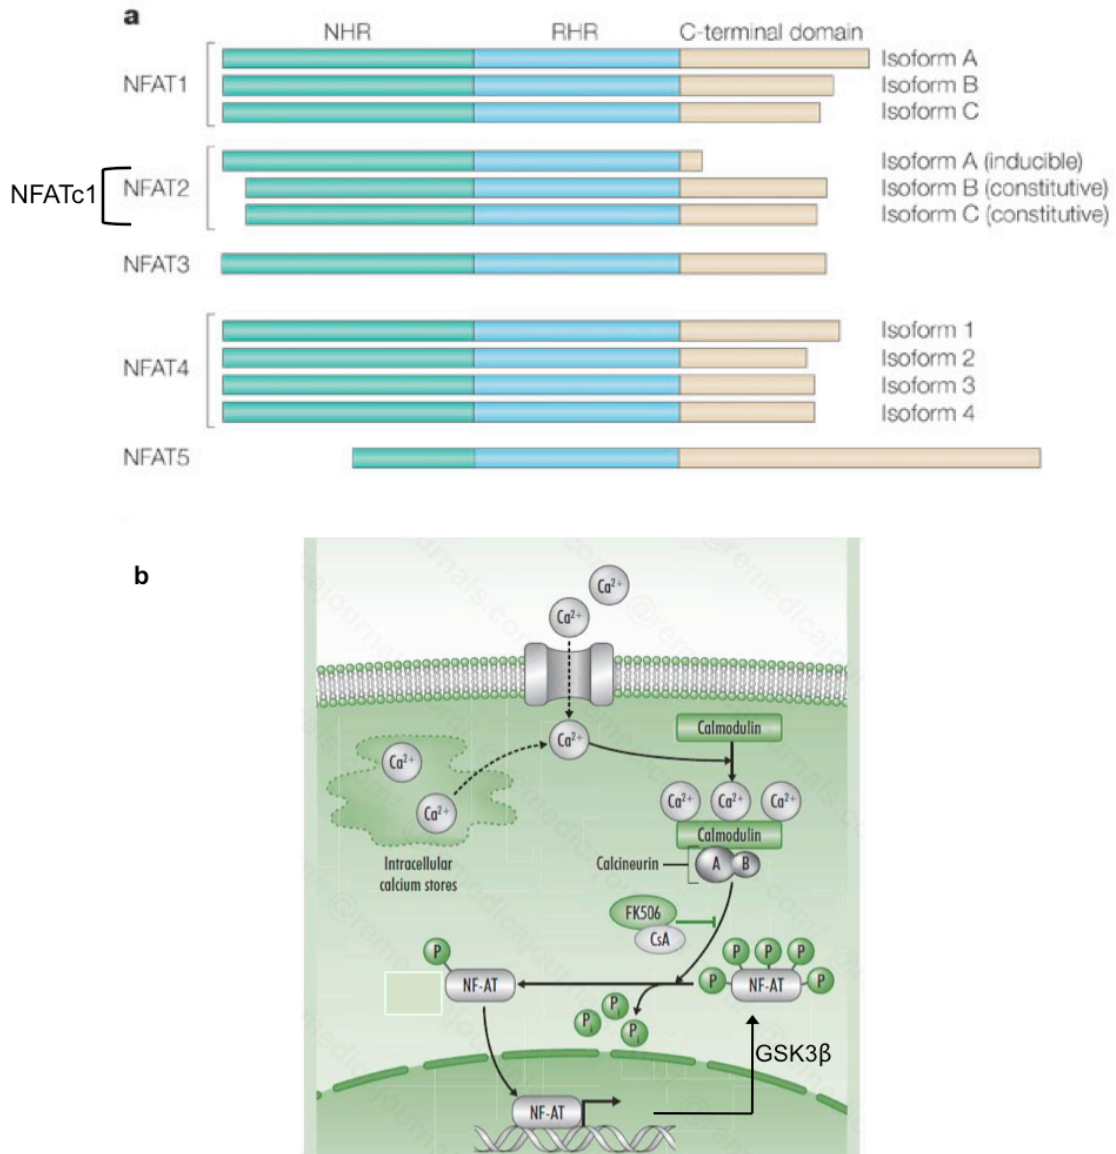 a
NHR RHR C-terminal domain
NFAT1
Isoform A
Isoform B
Isoform C
NFATc1
NFAT2
Isoform A (inducible)
Isoform B (constitutive)
Isoform C (constitutive)
NFAT3
NFAT4
Isoform 1
Isoform 2
Isoform 3
Isoform 4
NFAT5
b
Ca²⁺
Ca²⁺
Ca²⁺
Calmodulin
Ca²⁺
Ca²⁺
Ca²⁺ Ca²⁺ Ca²⁺
Calmodulin
Intracellular
calcium stores
Calcineurin
A B
FK506
CsA
P
NF-AT
P P P P P
NF-AT
Pi Pi Pi
GSK3β
NF-AT